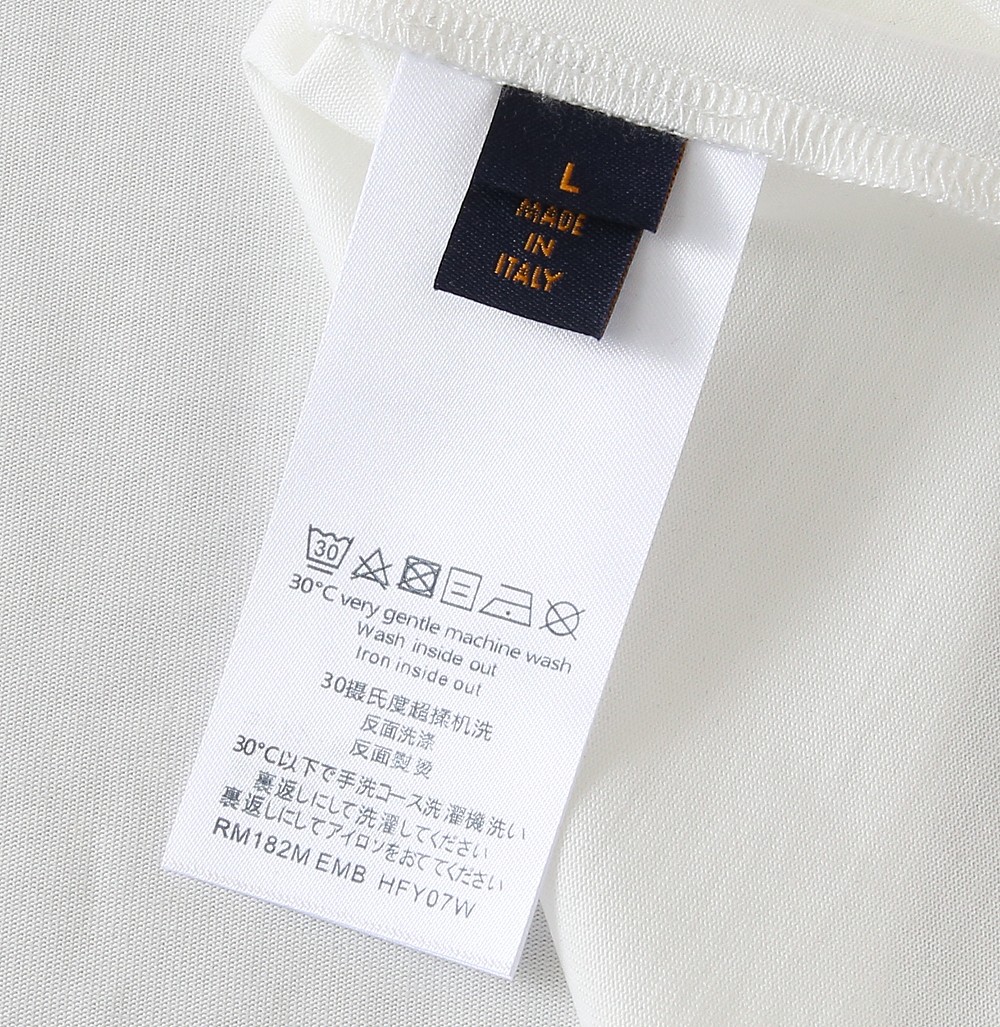 L
MADE
IN
ITALY
30
30°C very gentle machine wash
Wash inside out
Iron inside out
30摄氏度超揉机洗
反面洗涤
反面熨烫
30°C以下で手洗コース洗濯機洗い
裏返しにして洗濯してください
裏返しにしてアイロンをおててください
RM182M EMB HFY07W